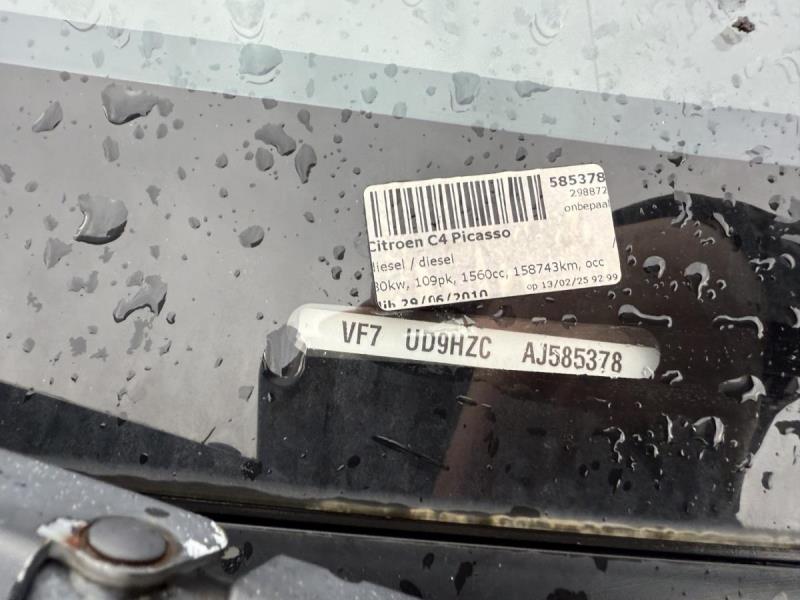 585378
298872
onbepaal
Citroen C4 Picasso
diesel / diesel
80kw, 109pk, 1560cc, 158743km, occ
dib 29/06/2010
op 13/02/25 92 99
VF7 UD9HZC AJ585378